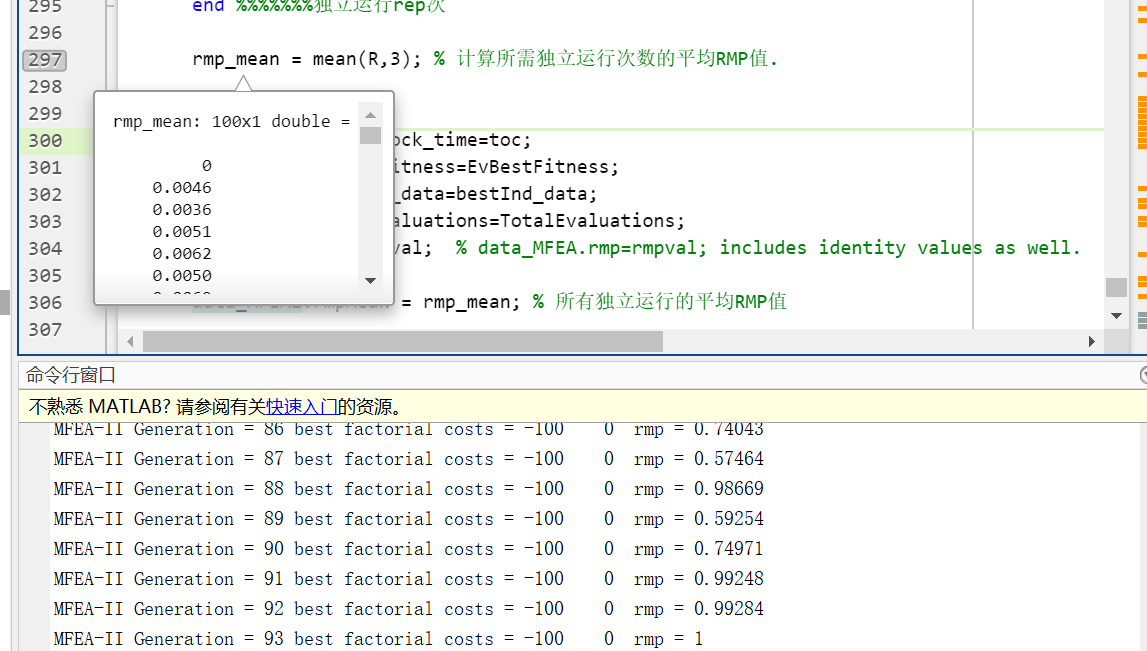 295 end %%%%%%%独立运行rep次
296
297 rmp_mean = mean(R,3); % 计算所需独立运行次数的平均RMP值.
298
299
rmp_mean: 100x1 double =
0
0.0046
0.0036
0.0051
0.0062
0.0050
300 ock_time=toc;
301 itness=EvBestFitness;
302 _data=bestInd_data;
303 aluations=TotalEvaluations;
304 val; % data_MFEA.rmp=rmpval; includes identity values as well.
305
306 = rmp_mean; % 所有独立运行的平均RMP值
307
命令行窗口
不熟悉 MATLAB? 请参阅有关快速入门的资源。
MFEA-II Generation = 86 best factorial costs = -100 0 rmp = 0.74043
MFEA-II Generation = 87 best factorial costs = -100 0 rmp = 0.57464
MFEA-II Generation = 88 best factorial costs = -100 0 rmp = 0.98669
MFEA-II Generation = 89 best factorial costs = -100 0 rmp = 0.59254
MFEA-II Generation = 90 best factorial costs = -100 0 rmp = 0.74971
MFEA-II Generation = 91 best factorial costs = -100 0 rmp = 0.99248
MFEA-II Generation = 92 best factorial costs = -100 0 rmp = 0.99284
MFEA-II Generation = 93 best factorial costs = -100 0 rmp = 1